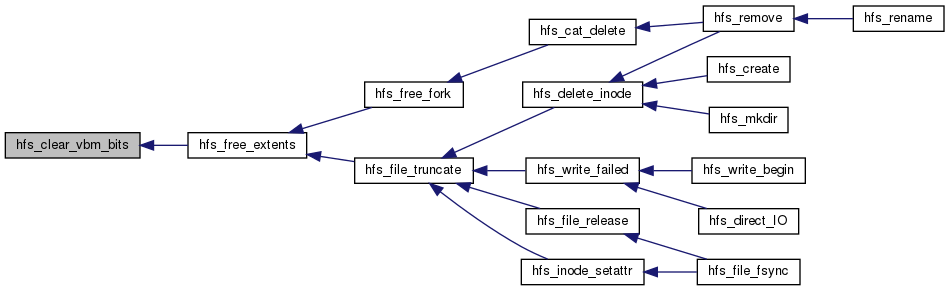 hfs_remove
hfs_rename
hfs_cat_delete
hfs_create
hfs_free_fork
hfs_delete_inode
hfs_mkdir
hfs_clear_vbm_bits
hfs_free_extents
hfs_file_truncate
hfs_write_failed
hfs_write_begin
hfs_file_release
hfs_direct_IO
hfs_inode_setattr
hfs_file_fsync